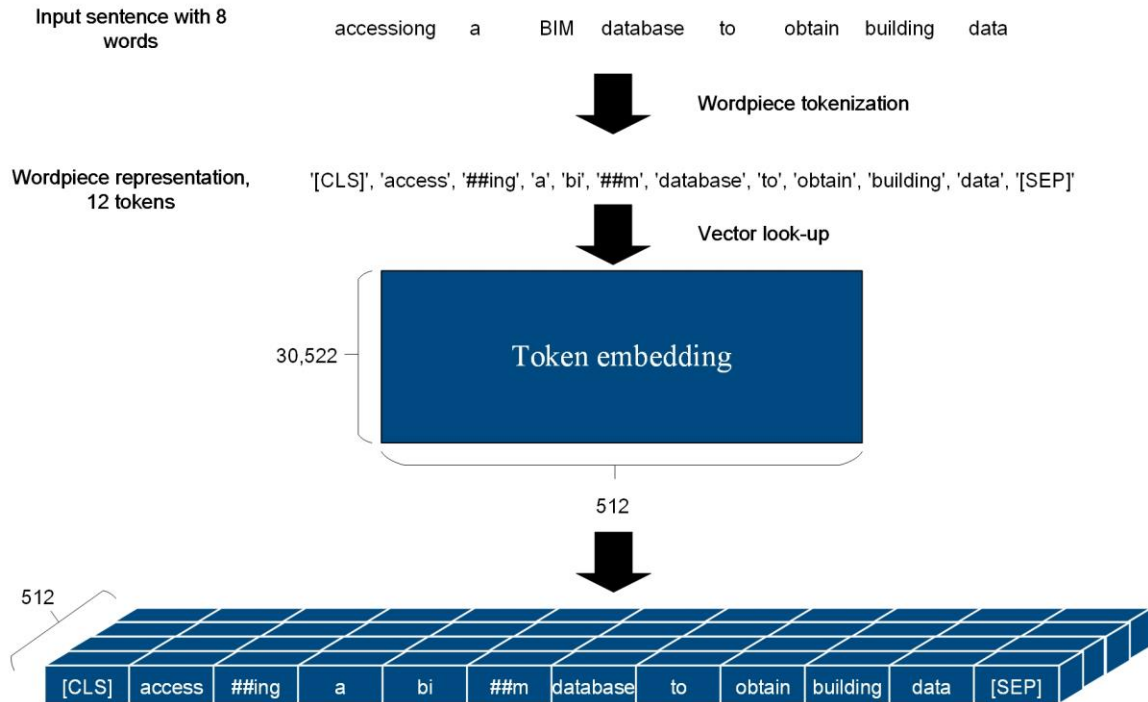 Input sentence with 8
words
accessiong a BIM database to obtain building data
Wordpiece tokenization
Wordpiece representation,
12 tokens
'[CLS]', 'access', '##ing', 'a', 'bi', '##m', 'database', 'to', 'obtain', 'building', 'data', '[SEP]'
Vector look-up
30,522
Token embedding
512
512
[CLS] access ##ing a bi ##m database to obtain building data [SEP]